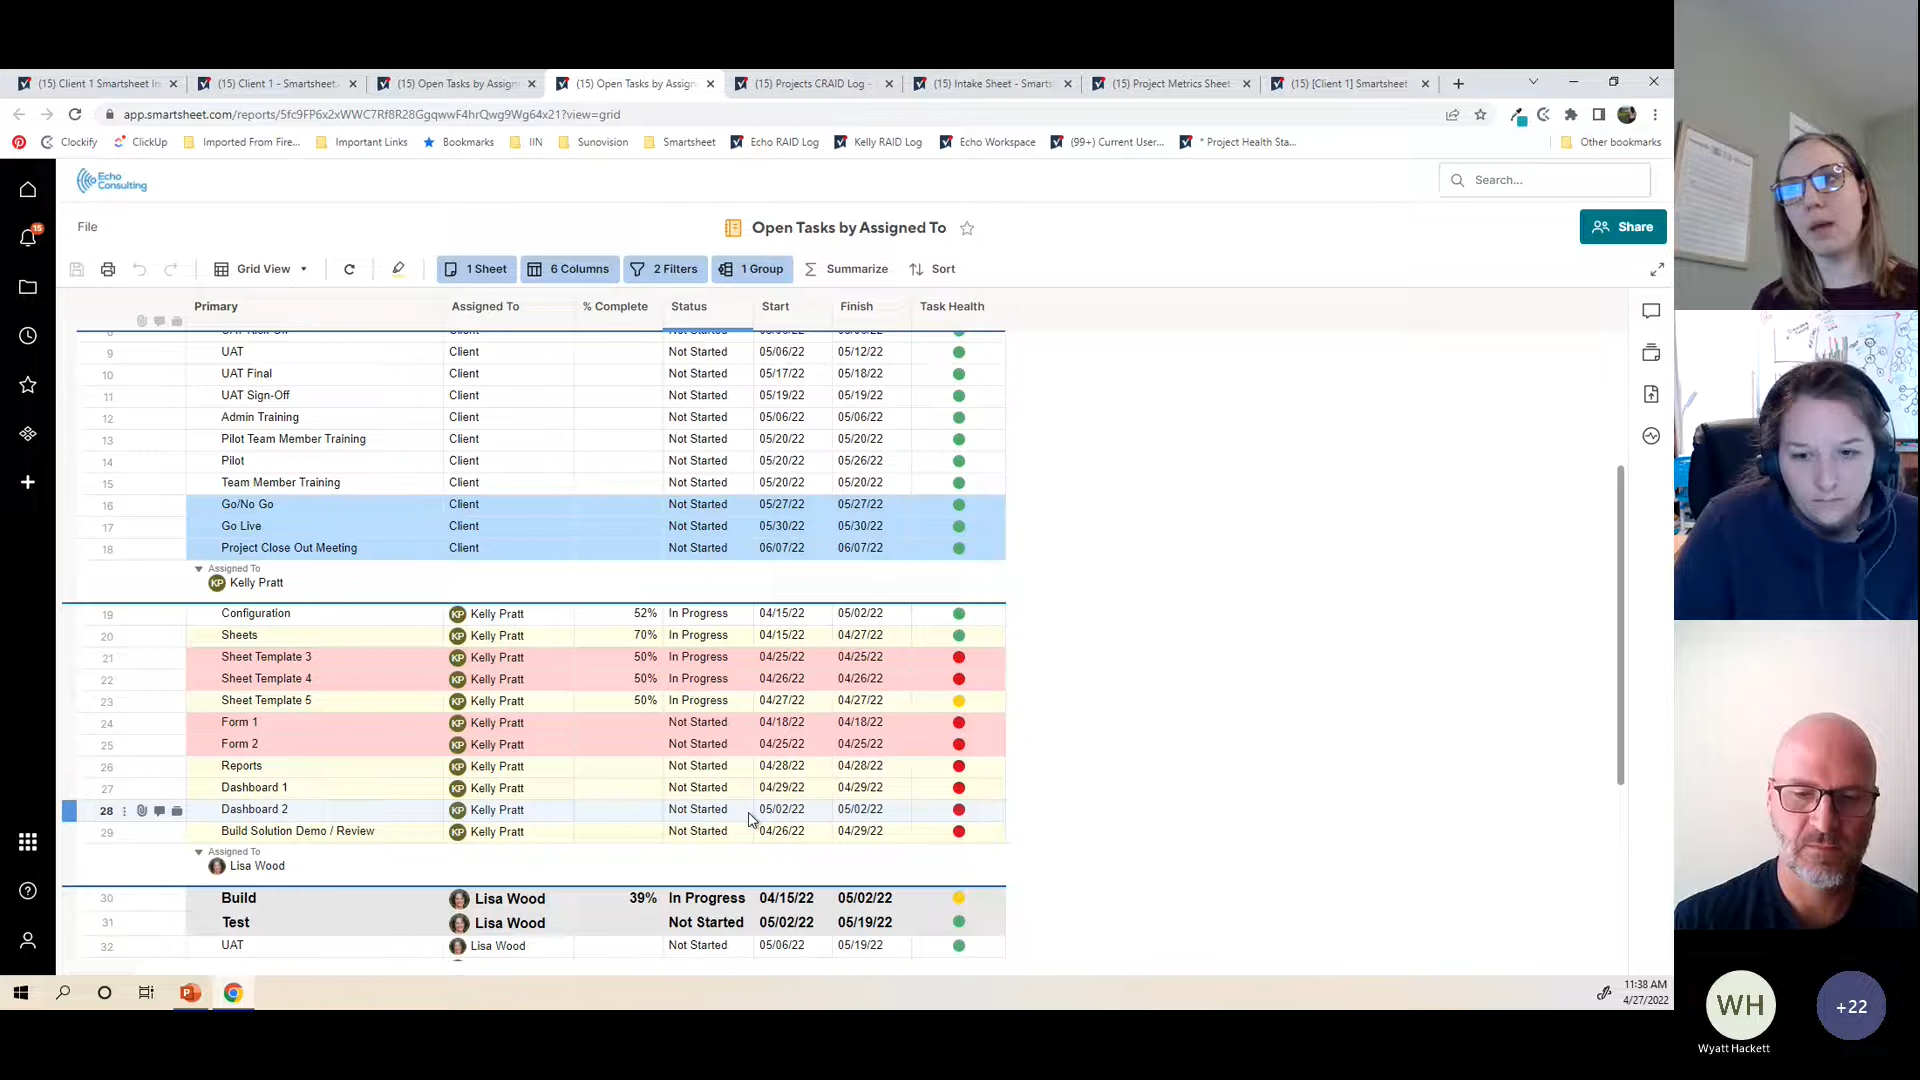 (15) Client 1 Smartsheet Im
(15) Client 1 - Smartsheet.
(15) Open Tasks by Assign
(15) Open Tasks by Assign
(15) Projects CRAID Log -
(15) Intake Sheet - Smarts
(15) Project Metrics Sheet
(15) [Client 1] Smartsheet
app.smartsheet.com/reports/5fc9FP6x2xWWC7Rf8R28GgqwwF4hrQwg9Wg64x21?view=grid
Clockify
ClickUp
Imported From Fire...
Important Links
Bookmarks
IIN
Sunovision
Smartsheet
Echo RAID Log
Kelly RAID Log
Echo Workspace
(99+) Current User...
* Project Health Sta...
Other bookmarks
Echo
Consulting
Search...
15
File
Open Tasks by Assigned To
Share
Grid View
1 Sheet
6 Columns
2 Filters
1 Group
Summarize
Sort
Primary Assigned To % Complete Status Start Finish Task Health
9 UAT Client Not Started 05/06/22 05/12/22
10 UAT Final Client Not Started 05/17/22 05/18/22
11 UAT Sign-Off Client Not Started 05/19/22 05/19/22
12 Admin Training Client Not Started 05/06/22 05/06/22
13 Pilot Team Member Training Client Not Started 05/20/22 05/20/22
14 Pilot Client Not Started 05/20/22 05/26/22
15 Team Member Training Client Not Started 05/20/22 05/20/22
16 Go/No Go Client Not Started 05/27/22 05/27/22
17 Go Live Client Not Started 05/30/22 05/30/22
18 Project Close Out Meeting Client Not Started 06/07/22 06/07/22
Assigned To
KP Kelly Pratt
19 Configuration KP Kelly Pratt 52% In Progress 04/15/22 05/02/22
20 Sheets KP Kelly Pratt 70% In Progress 04/15/22 04/27/22
21 Sheet Template 3 KP Kelly Pratt 50% In Progress 04/25/22 04/25/22
22 Sheet Template 4 KP Kelly Pratt 50% In Progress 04/26/22 04/26/22
23 Sheet Template 5 KP Kelly Pratt 50% In Progress 04/27/22 04/27/22
24 Form 1 KP Kelly Pratt Not Started 04/18/22 04/18/22
25 Form 2 KP Kelly Pratt Not Started 04/25/22 04/25/22
26 Reports KP Kelly Pratt Not Started 04/28/22 04/28/22
27 Dashboard 1 KP Kelly Pratt Not Started 04/29/22 04/29/22
28 Dashboard 2 KP Kelly Pratt Not Started 05/02/22 05/02/22
29 Build Solution Demo / Review KP Kelly Pratt Not Started 04/26/22 04/29/22
Assigned To
Lisa Wood
30 Build Lisa Wood 39% In Progress 04/15/22 05/02/22
31 Test Lisa Wood Not Started 05/02/22 05/19/22
32 UAT Lisa Wood Not Started 05/06/22 05/19/22
11:38 AM
4/27/2022
WH
+22
Wyatt Hackett